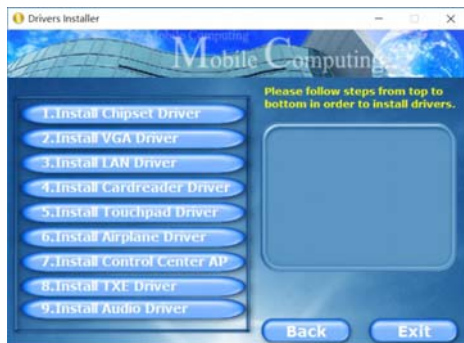 Drivers Installer
Mobile Computing
Mobile Computing
Please follow steps from top to
bottom in order to install drivers.
1.Install Chipset Driver
2.Install VGA Driver
3.Install LAN Driver
4.Install Cardreader Driver
5.Install Touchpad Driver
6.Install Airplane Driver
7.Install Control Center AP
8.Install TXE Driver
9.Install Audio Driver
Back
Exit